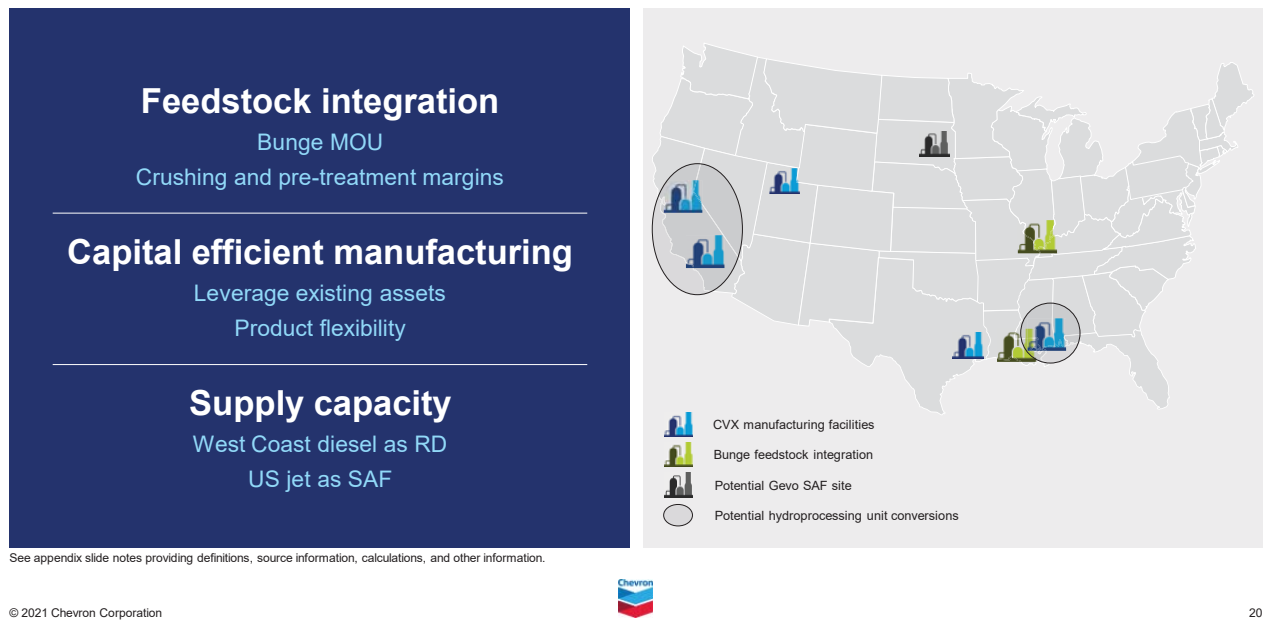 Feedstock integration
Bunge MOU
Crushing and pre-treatment margins
Capital efficient manufacturing
Leverage existing assets
Product flexibility
Supply capacity
West Coast diesel as RD
US jet as SAF
CVX manufacturing facilities
Bunge feedstock integration
Potential Gevo SAF site
Potential hydroprocessing unit conversions
See appendix slide notes providing definitions, source information, calculations, and other information.
Chevron
© 2021 Chevron Corporation
20